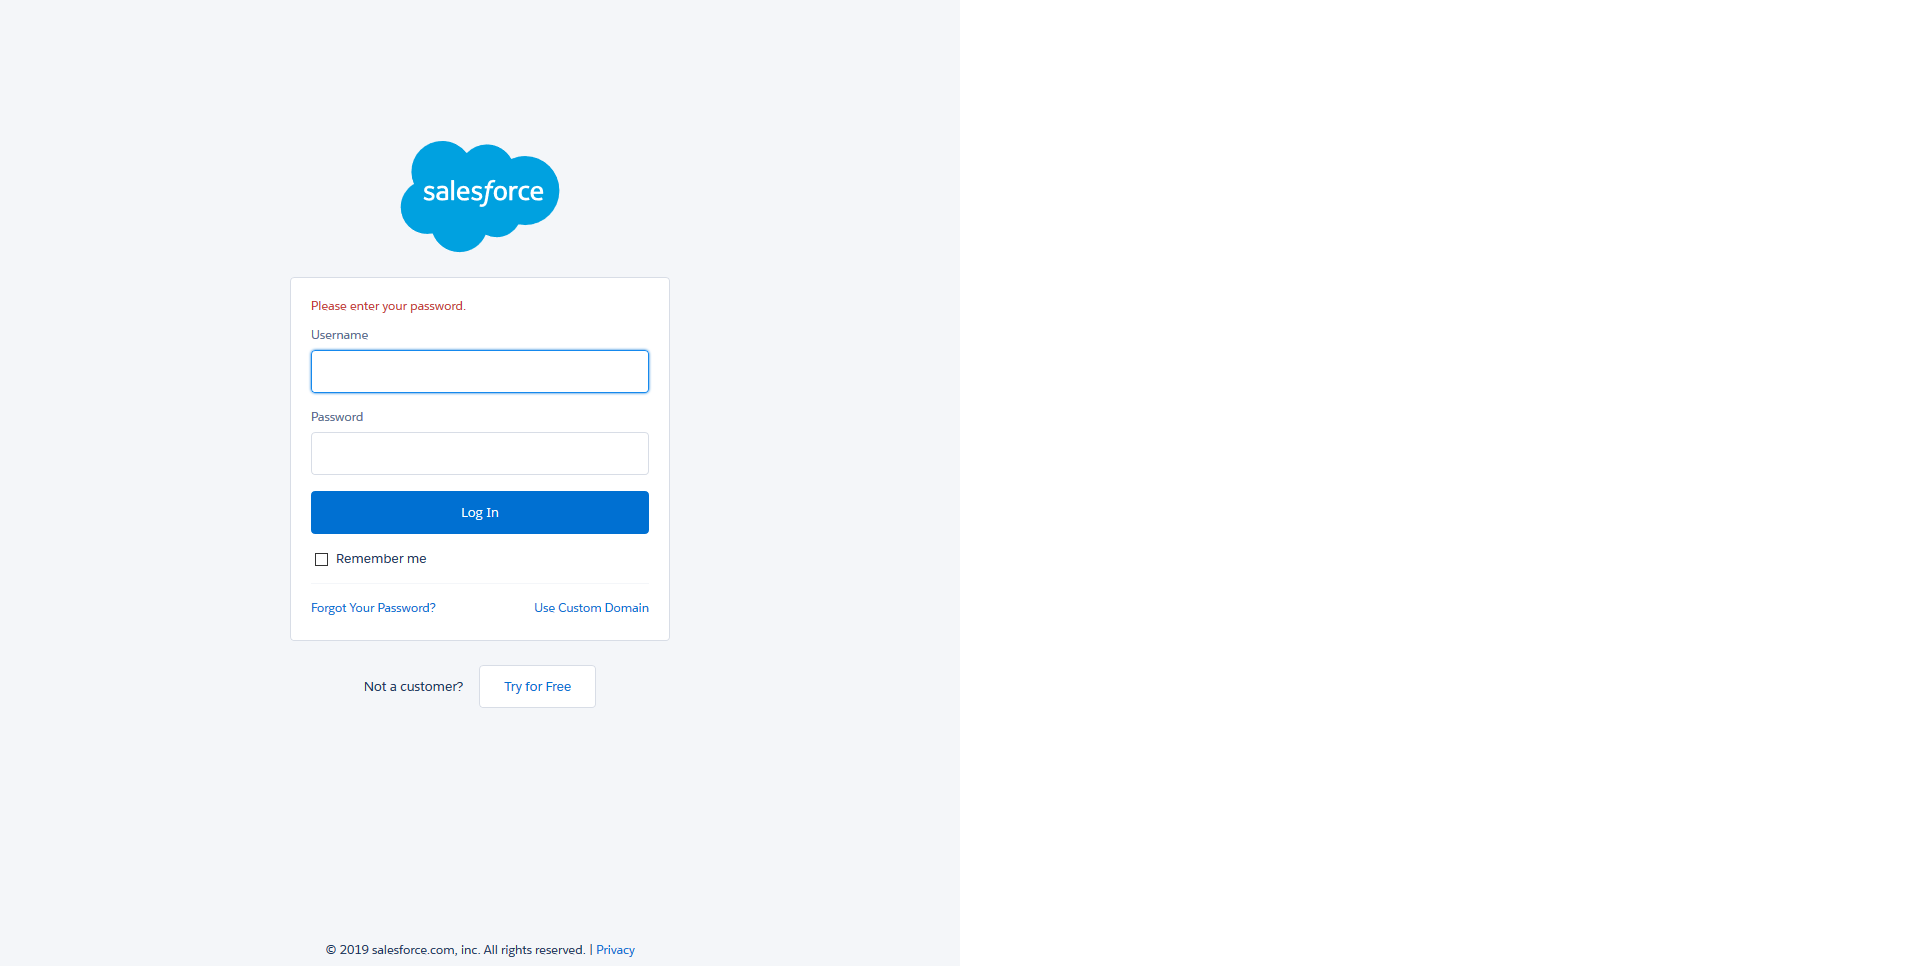 salesforce
Please enter your password.
Username
Password
Log In
Remember me
Forgot Your Password? Use Custom Domain
Not a customer? Try for Free
© 2019 salesforce.com, inc. All rights reserved. | Privacy